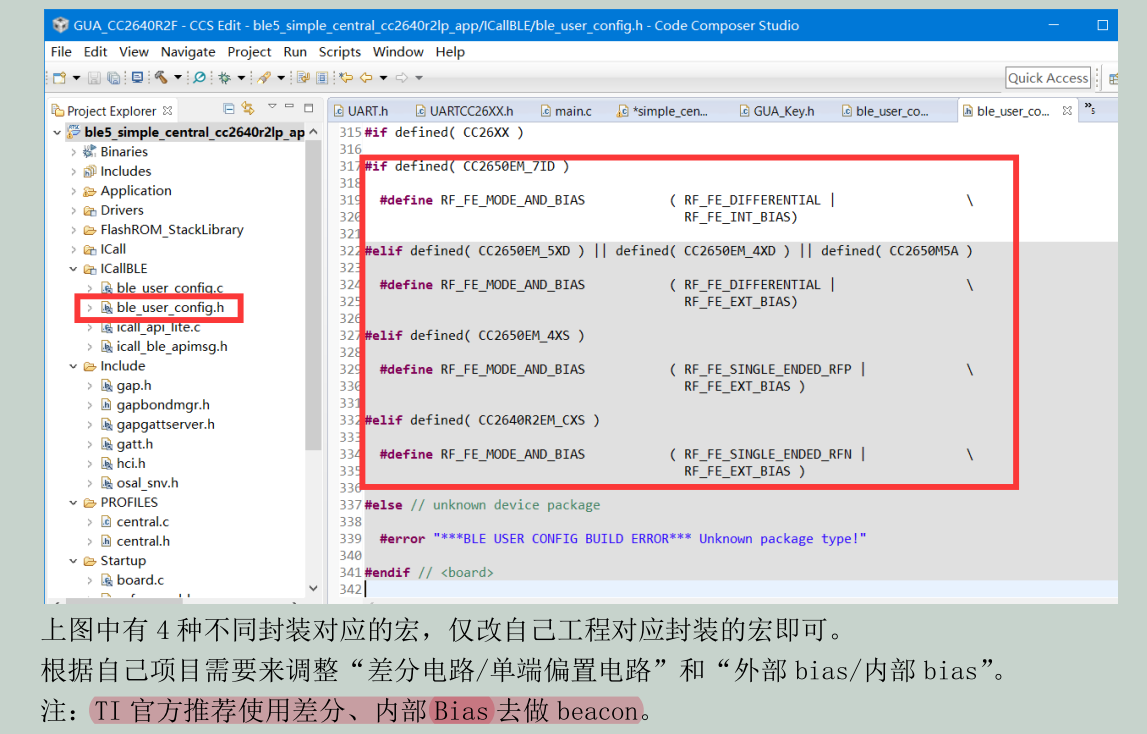 GUA_CC2640R2F - CCS Edit - ble5_simple_central_cc2640r2lp_app/ICallBLE/ble_user_config.h - Code Composer Studio
File Edit View Navigate Project Run Scripts Window Help
Quick Access
Project Explorer
UART.h UARTCC26XX.h main.c *simple_cen... GUA_Key.h ble_user_co... ble_user_co... »5
ble5_simple_central_cc2640r2lp_ap
Binaries
Includes
Application
Drivers
FlashROM_StackLibrary
ICall
ICallBLE
ble_user_config.c
ble_user_config.h
icall_api_lite.c
icall_ble_apimsg.h
Include
gap.h
gapbondmgr.h
gapgattserver.h
gatt.h
hci.h
osal_snv.h
PROFILES
central.c
central.h
Startup
board.c
315 #if defined( CC26XX )
316
317 #if defined( CC2650EM_7ID )
318
319 #define RF_FE_MODE_AND_BIAS ( RF_FE_DIFFERENTIAL | \
320 RF_FE_INT_BIAS)
321
322 #elif defined( CC2650EM_5XD ) || defined( CC2650EM_4XD ) || defined( CC2650M5A )
323
324 #define RF_FE_MODE_AND_BIAS ( RF_FE_DIFFERENTIAL | \
325 RF_FE_EXT_BIAS)
326
327 #elif defined( CC2650EM_4XS )
328
329 #define RF_FE_MODE_AND_BIAS ( RF_FE_SINGLE_ENDED_RFP | \
330 RF_FE_EXT_BIAS )
331
332 #elif defined( CC2640R2EM_CXS )
333
334 #define RF_FE_MODE_AND_BIAS ( RF_FE_SINGLE_ENDED_RFN | \
335 RF_FE_EXT_BIAS )
336
337 #else // unknown device package
338
339 #error "***BLE USER CONFIG BUILD ERROR*** Unknown package type!"
340
341 #endif // <board>
342
上图中有 4 种不同封装对应的宏，仅改自己工程对应封装的宏即可。
根据自己项目需要来调整“差分电路/单端偏置电路”和“外部 bias/内部 bias”。
注：TI 官方推荐使用差分、内部 Bias 去做 beacon。